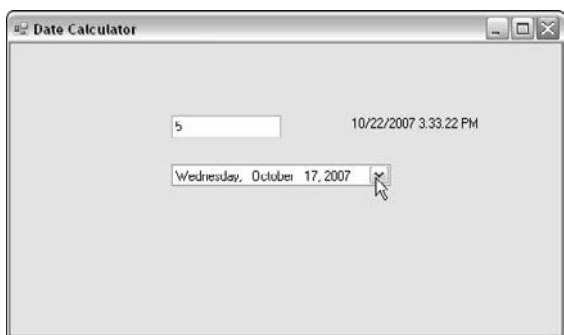 Date Calculator
5
10/22/2007 3:33:22 PM
Wednesday, October 17, 2007